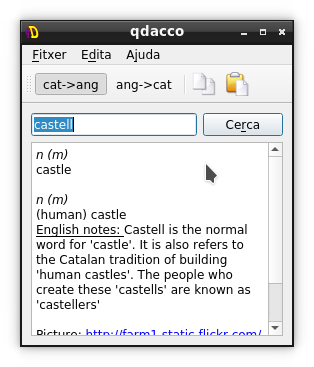 qdacco
Fitxer Edita Ajuda
cat->ang ang->cat
castell Cerca
n (m)
castle
n (m)
(human) castle
English notes: Castell is the normal
word for 'castle'. It is also refers to
the Catalan tradition of building
'human castles'. The people who
create these 'castells' are known as
'castellers'
Picture: http://farm1.static.flickr.com/